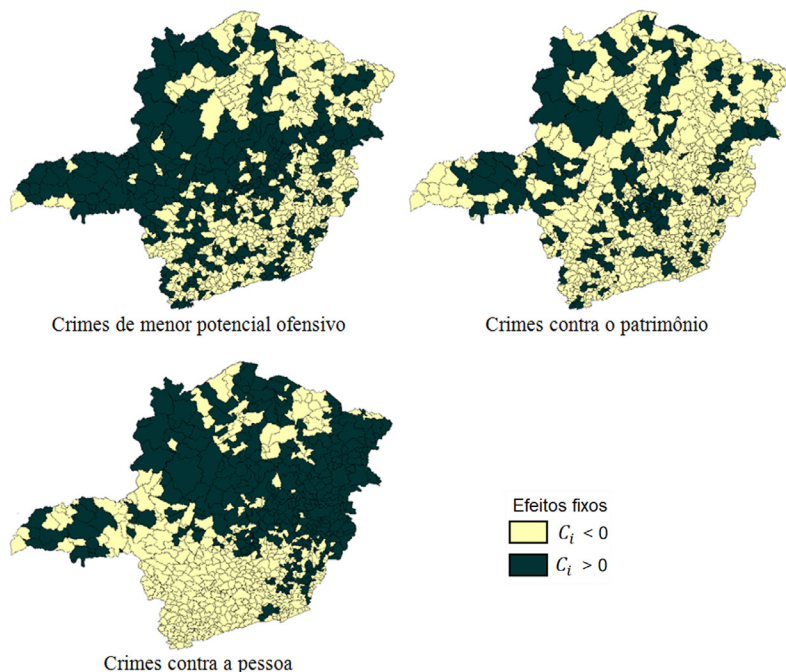 Crimes de menor potencial ofensivo
Crimes contra o patrimônio
Crimes contra a pessoa
Efeitos fixos
C_i < 0
C_i > 0